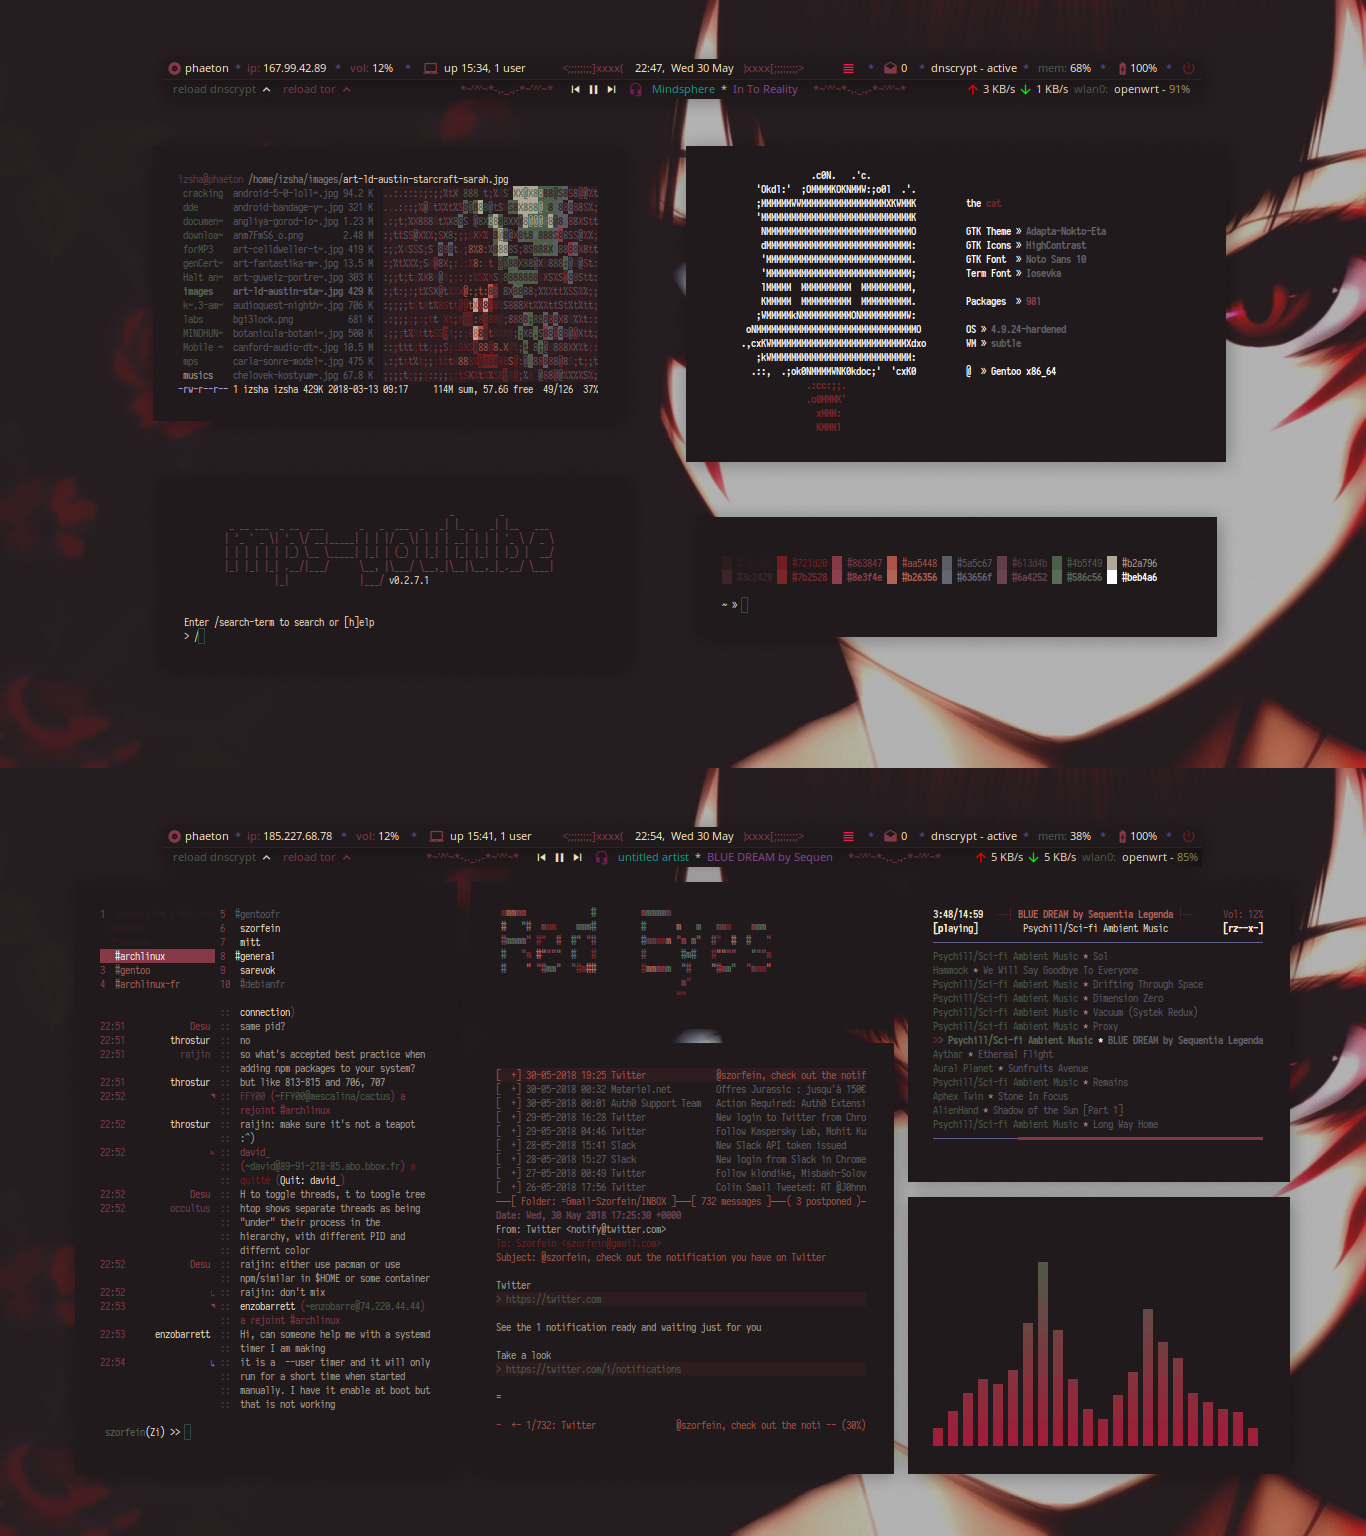 phaeton * ip: 167.99.42.89 * vol: 12% * up 15:34, 1 user <;;;;;;;;]xxxx( 22:47, Wed 30 May )xxxx[;;;;;;;;> * 0 * dnscrypt - active * mem: 68% * 100% *
reload dnscrypt reload tor *~^^~*-,._.,-*~^^~* Mindsphere * In To Reality *~^^~*-,._.,-*~^^~* 3 KB/s 1 KB/s wlan0: openwrt - 91%
izsha@phaeton /home/izsha/images/art-ld-austin-starcraft-sarah.jpg
cracking android-5-0-loll~.jpg 94.2 K
dde android-bandage-y~.jpg 321 K
documen~ angliya-gorod-lo~.jpg 1.23 M
downloa~ anm7FmS6_o.png 2.48 M
forMP3 art-celldweller-t~.jpg 419 K
genCert~ art-fantastika-m~.jpg 13.5 M
Halt an~ art-guweiz-portre~.jpg 303 K
images art-ld-austin-sta~.jpg 429 K
k~.3-am~ audioquest-nighth~.jpg 706 K
labs bgi3lock.png 681 K
MINDHUN~ botanicula-botani~.jpg 500 K
Mobile ~ canford-audio-dt~.jpg 10.5 M
mps carla-sonre-model~.jpg 475 K
musics chelovek-kostyum~.jpg 67.8 K
-rw-r--r-- 1 izsha izsha 429K 2018-03-13 09:17 114M sum, 57.6G free 49/126 37%
the cat
GTK Theme » Adapta-Nokto-Eta
GTK Icons » HighContrast
GTK Font » Noto Sans 10
Term Font » Iosevka
Packages » 981
OS » 4.9.24-hardened
WM » subtle
@ » Gentoo x86_64
mps-youtube
v0.2.7.1
Enter /search-term to search or [h]elp
> /
#721d20 #863847 #aa5448 #5a5c67 #613d4b #4b5f49 #b2a796
#3c2429 #7b2528 #8e3f4e #b26356 #63656f #6a4252 #586c56 #beb4a6
~ »
phaeton * ip: 185.227.68.78 * vol: 12% * up 15:41, 1 user <;;;;;;;;]xxxx( 22:54, Wed 30 May )xxxx[;;;;;;;;> * 0 * dnscrypt - active * mem: 38% * 100% *
reload dnscrypt reload tor *~^^~*-,._.,-*~^^~* untitled artist * BLUE DREAM by Sequen *~^^~*-,._.,-*~^^~* 5 KB/s 5 KB/s wlan0: openwrt - 85%
1 5 #gentoofr
6 szorfein
7 mitt
#archlinux 8 #general
3 #gentoo 9 sarevok
4 #archlinux-fr 10 #debianfr
:: connection)
22:51 Desu :: same pid?
22:51 throstur :: no
22:51 raijin :: so what's accepted best practice when
:: adding npm packages to your system?
22:51 throstur :: but like 813-815 and 706, 707
22:52 :: FFY00 (~FFY00@mescalina/cactus) a
:: rejoint #archlinux
22:52 throstur :: raijin: make sure it's not a teapot
:: :^)
22:52 :: david_
:: (~david@89-91-218-85.abo.bbox.fr) a
:: quitté (Quit: david_)
22:52 Desu :: H to toggle threads, t to toogle tree
22:52 occultus :: htop shows separate threads as being
:: "under" their process in the
:: hierarchy, with different PID and
:: differnt color
22:52 Desu :: raijin: either use pacman or use
:: npm/similar in $HOME or some container
22:52 :: raijin: don't mix
22:53 :: enzobarrett (~enzobarre@74.220.44.44)
:: a rejoint #archlinux
22:53 enzobarrett :: Hi, can someone help me with a systemd
:: timer I am making
22:54 :: it is a --user timer and it will only
:: run for a short time when started
:: manually. I have it enable at boot but
:: that is not working
szorfein(Zi) >>
Red Eye
[ +] 30-05-2018 19:25 Twitter @szorfein, check out the notif
[ +] 30-05-2018 00:32 Materiel.net Offres Jurassic : jusqu'à 150€
[ +] 30-05-2018 00:01 Auth0 Support Team Action Required: Auth0 Extensi
[ +] 29-05-2018 16:28 Twitter New login to Twitter from Chro
[ +] 29-05-2018 04:46 Twitter Follow Kaspersky Lab, Mohit Ku
[ +] 28-05-2018 15:41 Slack New Slack API token issued
[ +] 28-05-2018 15:27 Slack New login from Slack in Chrome
[ +] 27-05-2018 00:49 Twitter Follow klondike, Misbakh-Solov
[ +] 26-05-2018 17:56 Twitter Colin Small Tweeted: RT @J0hnn
──[ Folder: =Gmail-Szorfein/INBOX ]──[ 732 messages ]──( 3 postponed )─
Date: Wed, 30 May 2018 17:25:30 +0000
From: Twitter <notify@twitter.com>
To: Szorfein <szorfein@gmail.com>
Subject: @szorfein, check out the notification you have on Twitter
Twitter
> https://twitter.com
See the 1 notification ready and waiting just for you
Take a look
> https://twitter.com/i/notifications
=
- +- 1/732: Twitter @szorfein, check out the noti -- (30%)
3:48/14:59 ──┤ BLUE DREAM by Sequentia Legenda ├── Vol: 12%
[playing] Psychill/Sci-fi Ambient Music [rz--x-]
Psychill/Sci-fi Ambient Music * Sol
Hammock * We Will Say Goodbye To Everyone
Psychill/Sci-fi Ambient Music * Drifting Through Space
Psychill/Sci-fi Ambient Music * Dimension Zero
Psychill/Sci-fi Ambient Music * Vacuum (Systek Redux)
Psychill/Sci-fi Ambient Music * Proxy
>> Psychill/Sci-fi Ambient Music * BLUE DREAM by Sequentia Legenda
Aythar * Ethereal Flight
Aural Planet * Sunfruits Avenue
Psychill/Sci-fi Ambient Music * Remains
Aphex Twin * Stone In Focus
AlienHand * Shadow of the Sun [Part 1]
Psychill/Sci-fi Ambient Music * Long Way Home